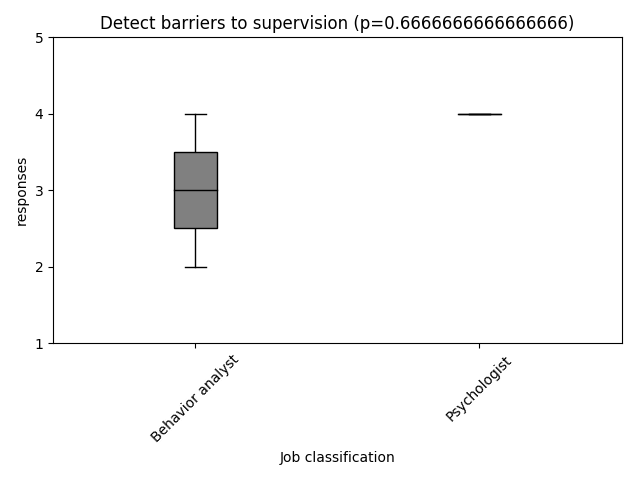 Detect barriers to supervision (p=0.6666666666666666)
5
4
3
2
1
responses
Behavior analyst
Psychologist
Job classification